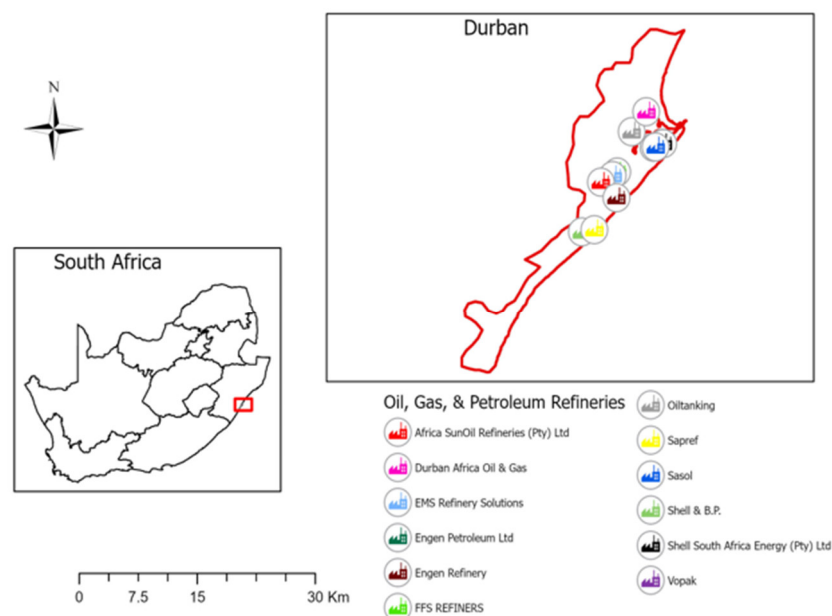 Durban
N
South Africa
Oil, Gas, & Petroleum Refineries
Africa SunOil Refineries (Pty) Ltd
Durban Africa Oil & Gas
EMS Refinery Solutions
Engen Petroleum Ltd
Engen Refinery
FFS REFINERS
Oiltanking
Sapref
Sasol
Shell & B.P.
Shell South Africa Energy (Pty) Ltd
Vopak
0 7.5 15 30 Km